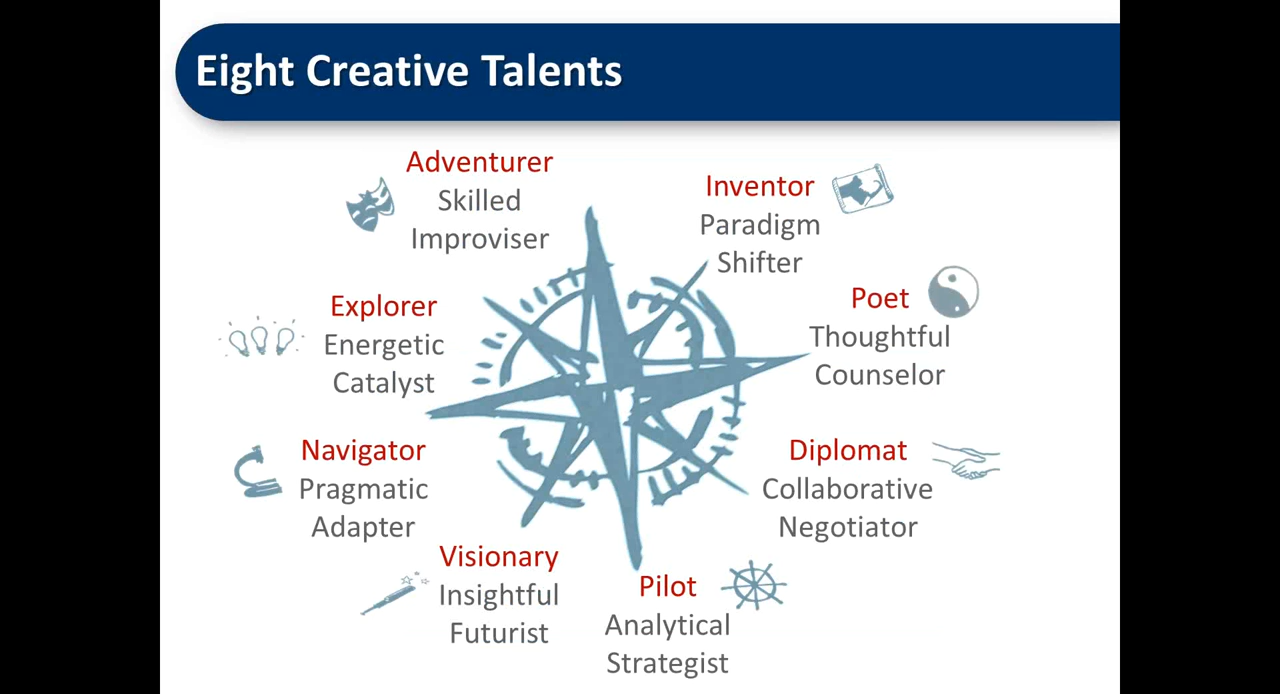 Eight Creative Talents
Adventurer
Skilled
Improviser
Inventor
Paradigm
Shifter
Explorer
Energetic
Catalyst
Poet
Thoughtful
Counselor
Navigator
Pragmatic
Adapter
Diplomat
Collaborative
Negotiator
Visionary
Insightful
Futurist
Pilot
Analytical
Strategist